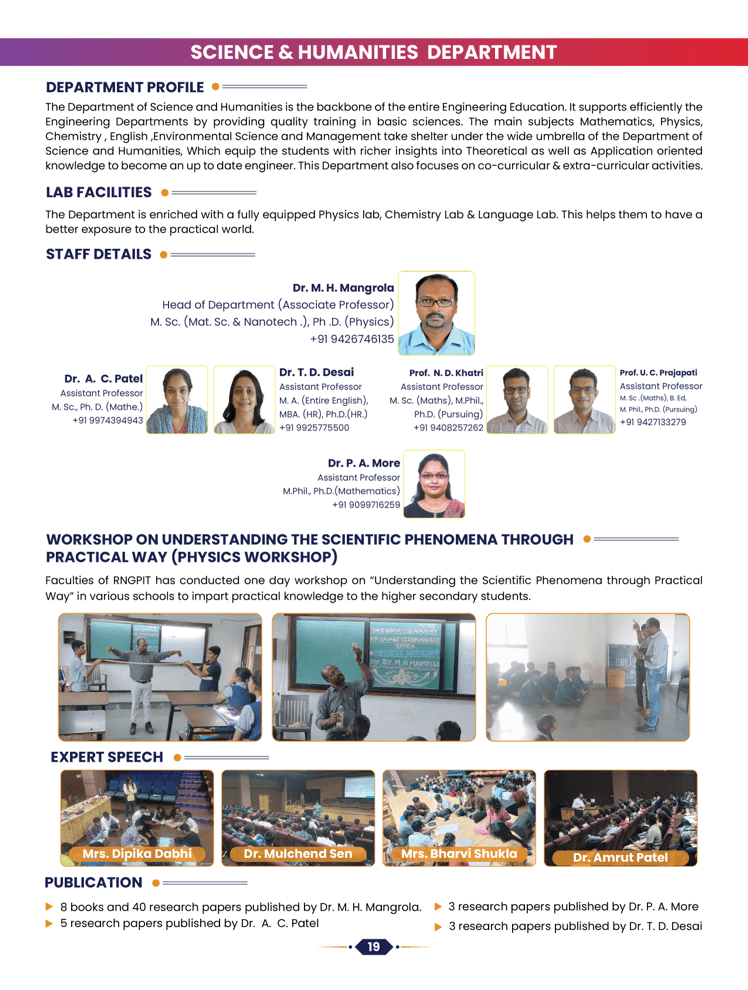 SCIENCE & HUMANITIES DEPARTMENT
DEPARTMENT PROFILE
The Department of Science and Humanities is the backbone of the entire Engineering Education. It supports efficiently the
Engineering Departments by providing quality training in basic sciences. The main subjects Mathematics, Physics,
Chemistry , English ,Environmental Science and Management take shelter under the wide umbrella of the Department of
Science and Humanities, Which equip the students with richer insights into Theoretical as well as Application oriented
knowledge to become an up to date engineer. This Department also focuses on co-curricular & extra-curricular activities.
LAB FACILITIES
The Department is enriched with a fully equipped Physics lab, Chemistry Lab & Language Lab. This helps them to have a
better exposure to the practical world.
STAFF DETAILS
Dr. M. H. Mangrola
Head of Department (Associate Professor)
M. Sc. (Mat. Sc. & Nanotech .), Ph .D. (Physics)
+91 9426746135
Dr. A. C. Patel
Assistant Professor
M. Sc., Ph. D. (Mathe.)
+91 9974394943
Dr. T. D. Desai
Assistant Professor
M. A. (Entire English),
MBA. (HR), Ph.D.(HR.)
+91 9925775500
Prof. N. D. Khatri
Assistant Professor
M. Sc. (Maths), M.Phil.,
Ph.D. (Pursuing)
+91 9408257262
Prof. U. C. Prajapati
Assistant Professor
M. Sc .(Maths), B. Ed,
M. Phil., Ph.D. (Pursuing)
+91 9427133279
Dr. P. A. More
Assistant Professor
M.Phil., Ph.D.(Mathematics)
+91 9099716259
WORKSHOP ON UNDERSTANDING THE SCIENTIFIC PHENOMENA THROUGH
PRACTICAL WAY (PHYSICS WORKSHOP)
Faculties of RNGPIT has conducted one day workshop on “Understanding the Scientific Phenomena through Practical
Way” in various schools to impart practical knowledge to the higher secondary students.
BY DR. M H MANGROLA
EXPERT SPEECH
Mrs. Dipika Dabhi
Dr. Mulchend Sen
Mrs. Bharvi Shukla
Dr. Amrut Patel
PUBLICATION
8 books and 40 research papers published by Dr. M. H. Mangrola.
5 research papers published by Dr. A. C. Patel
3 research papers published by Dr. P. A. More
3 research papers published by Dr. T. D. Desai
19